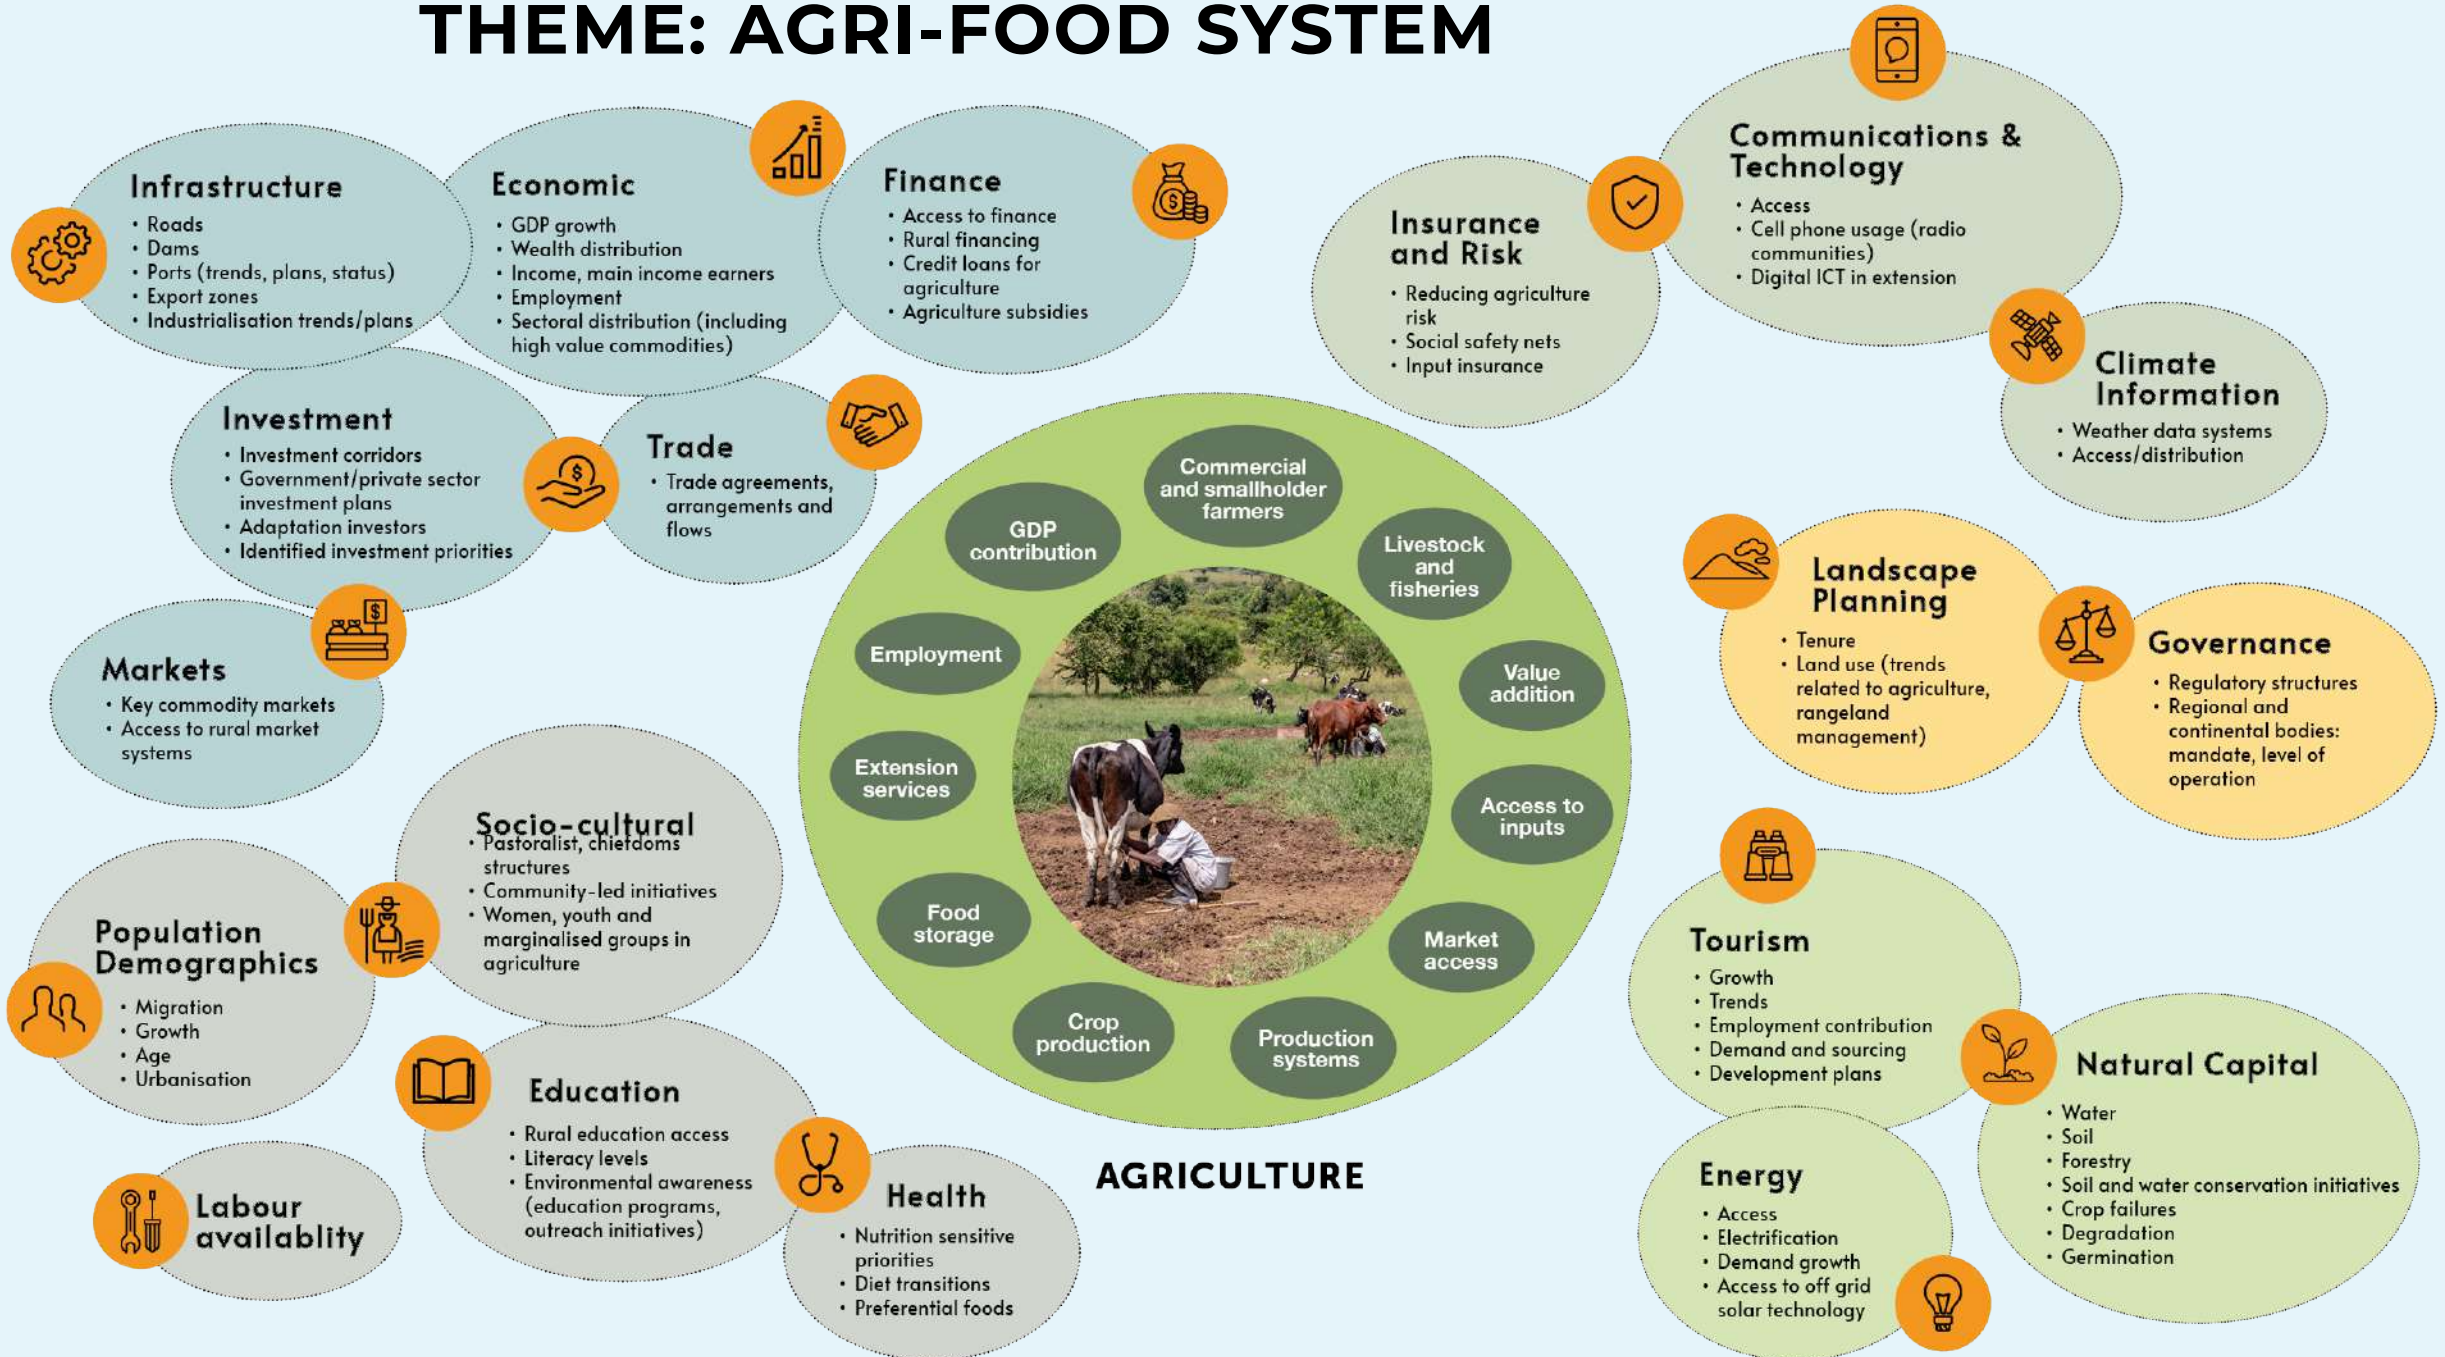 THEME: AGRI-FOOD SYSTEM
Infrastructure
• Roads
• Dams
• Ports (trends, plans, status)
• Export zones
• Industrialisation trends/plans
Economic
• GDP growth
• Wealth distribution
• Income, main income earners
• Employment
• Sectoral distribution (including
high value commodities)
Finance
• Access to finance
• Rural financing
• Credit loans for
agriculture
• Agriculture subsidies
Investment
• Investment corridors
• Government/private sector
investment plans
• Adaptation investors
• Identified investment priorities
Trade
• Trade agreements,
arrangements and
flows
Markets
• Key commodity markets
• Access to rural market
systems
Socio-cultural
• Pastoralist, chiefdoms
structures
• Community-led initiatives
• Women, youth and
marginalised groups in
agriculture
Population
Demographics
• Migration
• Growth
• Age
• Urbanisation
Education
• Rural education access
• Literacy levels
• Environmental awareness
(education programs,
outreach initiatives)
Labour
availablity
Health
• Nutrition sensitive
priorities
• Diet transitions
• Preferential foods
Commercial
and smallholder
farmers
Livestock
and
fisheries
Value
addition
Access to
inputs
Market
access
Production
systems
Crop
production
Food
storage
Extension
services
Employment
GDP
contribution
AGRICULTURE
Insurance
and Risk
• Reducing agriculture
risk
• Social safety nets
• Input insurance
Communications &
Technology
• Access
• Cell phone usage (radio
communities)
• Digital ICT in extension
Climate
Information
• Weather data systems
• Access/distribution
Landscape
Planning
• Tenure
• Land use (trends
related to agriculture,
rangeland
management)
Governance
• Regulatory structures
• Regional and
continental bodies:
mandate, level of
operation
Tourism
• Growth
• Trends
• Employment contribution
• Demand and sourcing
• Development plans
Natural Capital
• Water
• Soil
• Forestry
• Soil and water conservation initiatives
• Crop failures
• Degradation
• Germination
Energy
• Access
• Electrification
• Demand growth
• Access to off grid
solar technology